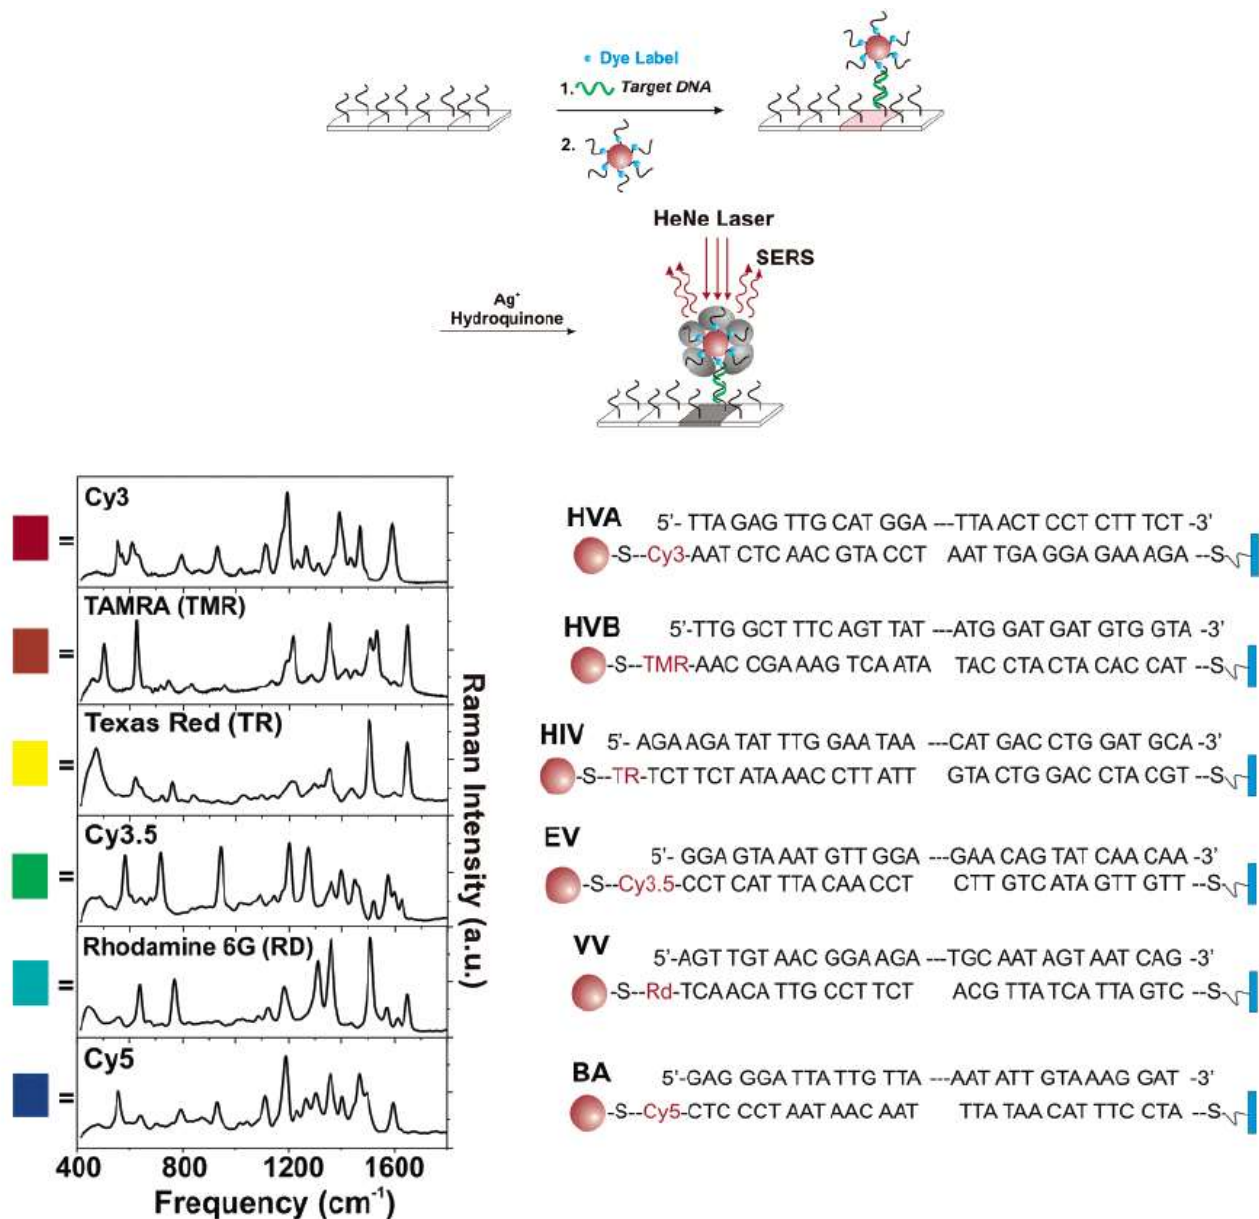 Dye Label
1. Target DNA
2.
HeNe Laser
SERS
Ag+
Hydroquinone
Cy3
=
TAMRA (TMR)
=
Texas Red (TR)
=
Cy3.5
=
Rhodamine 6G (RD)
=
Cy5
=
400 800 1200 1600
Frequency (cm-1)
Raman Intensity (a.u.)
HVA
5'- TTA GAG TTG CAT GGA ---TTA ACT CCT CTT TCT -3'
-S--Cy3-AAT CTC AAC GTA CCT AAT TGA GGA GAA AGA --S
HVB
5'-TTG GCT TTC AGT TAT ---ATG GAT GAT GTG GTA -3'
-S--TMR-AAC CGA AAG TCA ATA TAC CTA CTA CAC CAT --S
HIV
5'- AGA AGA TAT TTG GAA TAA ---CAT GAC CTG GAT GCA -3'
-S--TR-TCT TCT ATA AAC CTT ATT GTA CTG GAC CTA CGT --S
EV
5'- GGA GTA AAT GTT GGA ---GAA CAG TAT CAA CAA -3'
-S--Cy3.5-CCT CAT TTA CAA CCT CTT GTC ATA GTT GTT --S
VV
5'-AGT TGT AAC GGA AGA ---TGC AAT AGT AAT CAG -3'
-S--Rd-TCA ACA TTG CCT TCT ACG TTA TCA TTA GTC --S
BA
5'-GAG GGA TTA TTG TTA ---AAT ATT GTA AAG GAT -3'
-S--Cy5-CTC CCT AAT AAC AAT TTA TAA CAT TTC CTA --S